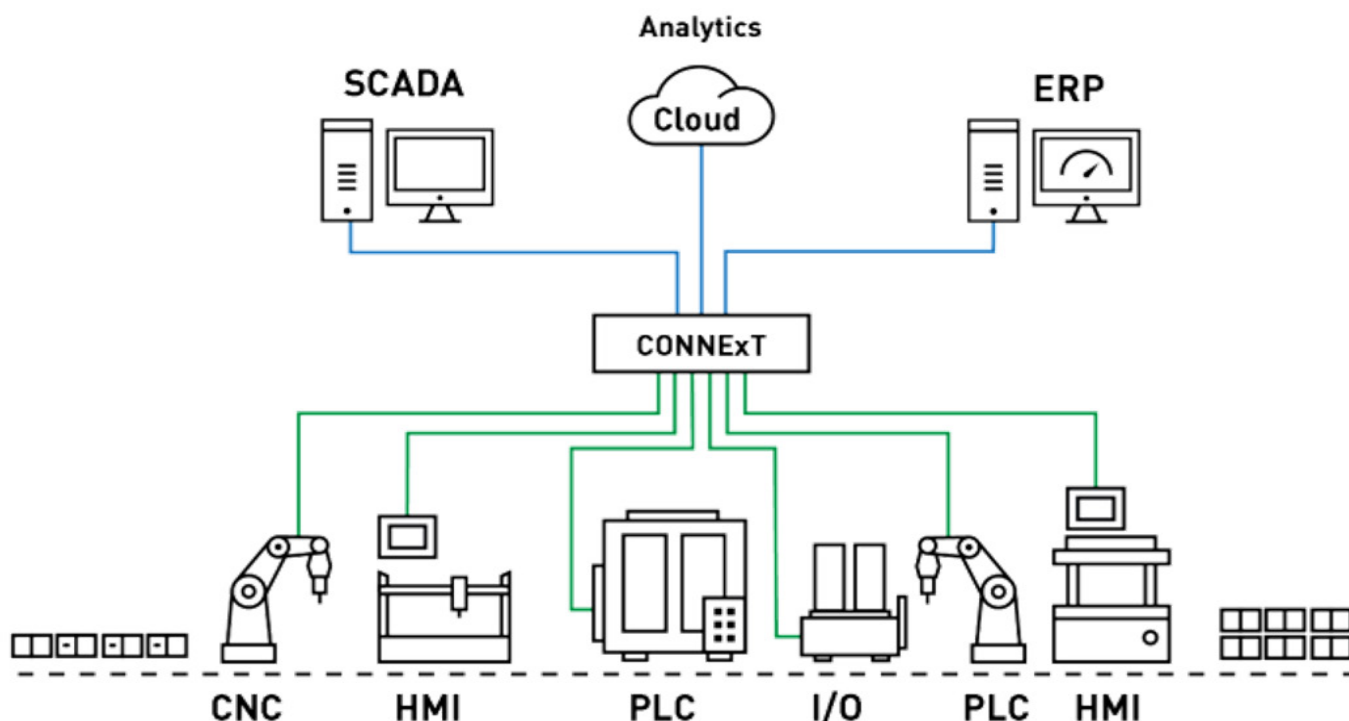 Analytics
SCADA
Cloud
ERP
CONNExT
CNC
HMI
PLC
I/O
PLC
HMI